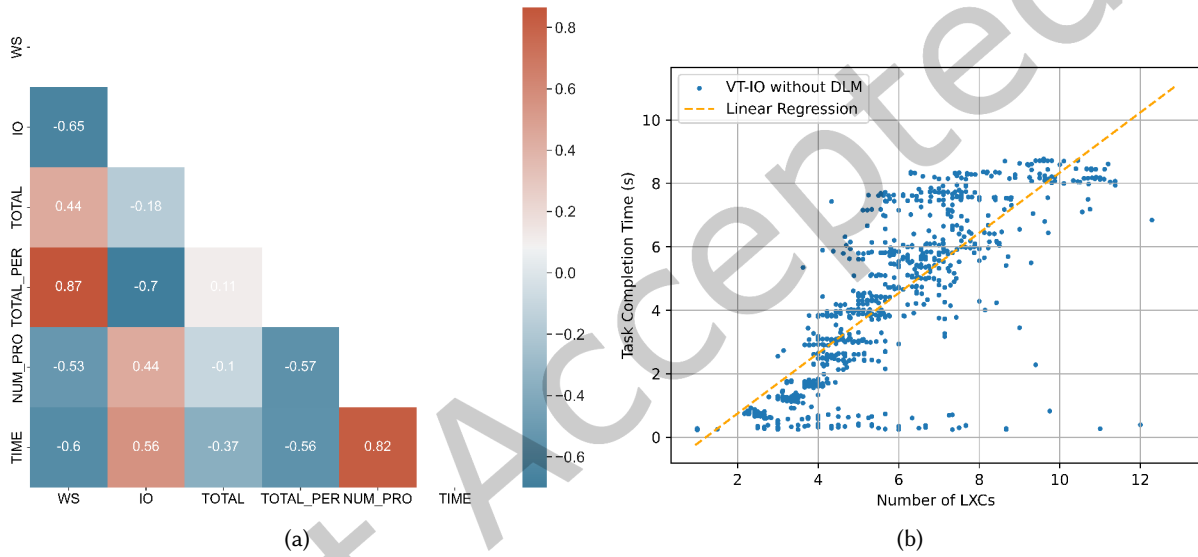 WS
IO
TOTAL
TOTAL_PER
NUM_PRO
TIME
-0.65
0.44 -0.18
0.87 -0.7 0.11
-0.53 0.44 -0.1 -0.57
-0.6 0.56 -0.37 -0.56 0.82
WS IO TOTAL TOTAL_PER NUM_PRO TIME
0.8
0.6
0.4
0.2
0.0
−0.2
−0.4
−0.6
(a)
VT-IO without DLM
Linear Regression
Task Completion Time (s)
10
8
6
4
2
0
2 4 6 8 10 12
Number of LXCs
(b)
Accepted